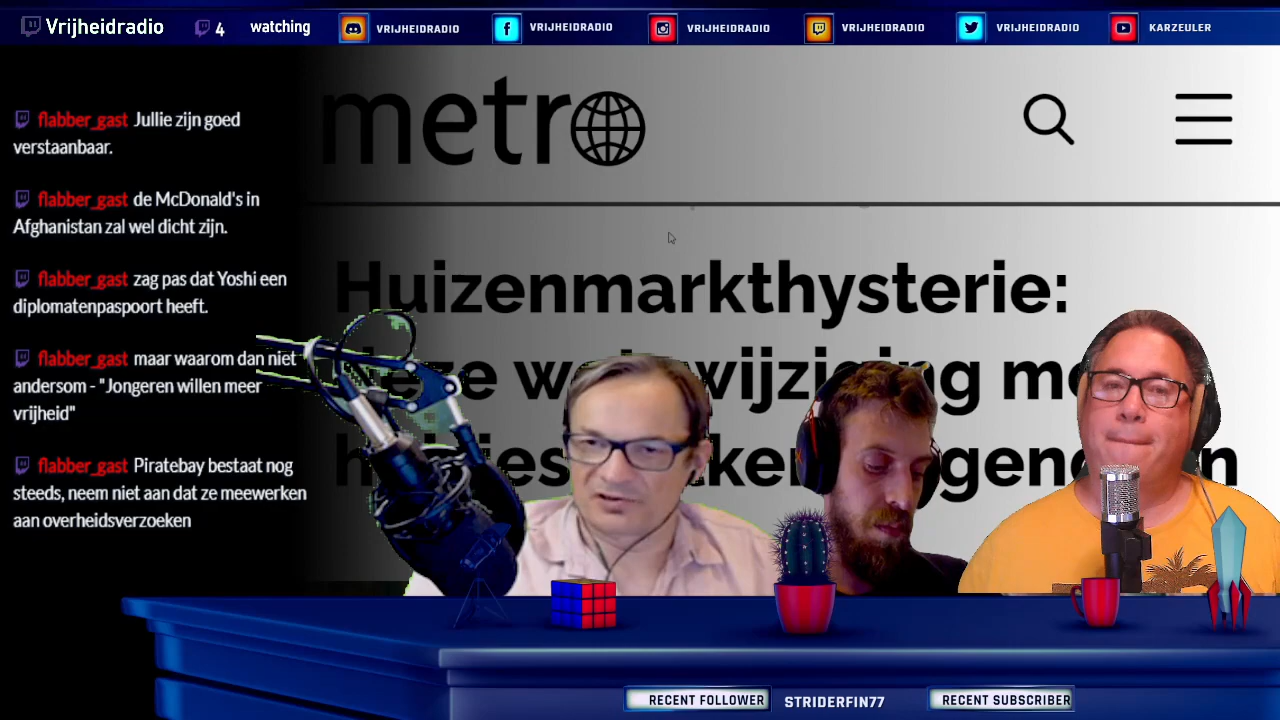 Vrijheidradio 4 watching VRIJHEIDRADIO VRIJHEIDRADIO VRIJHEIDRADIO VRIJHEIDRADIO VRIJHEIDRADIO KARZEULER
flabber_gast Jullie zijn goed
verstaanbaar.
flabber_gast de McDonald's in
Afghanistan zal wel dicht zijn.
flabber_gast zag pas dat Yoshi een
diplomatenpaspoort heeft.
flabber_gast maar waarom dan niet
andersom - "Jongeren willen meer
vrijheid"
flabber_gast Piratebay bestaat nog
steeds, neem niet aan dat ze meewerken
aan overheidsverzoeken
metro
Huizenmarkthysterie:
RECENT FOLLOWER STRIDERFIN77 RECENT SUBSCRIBER